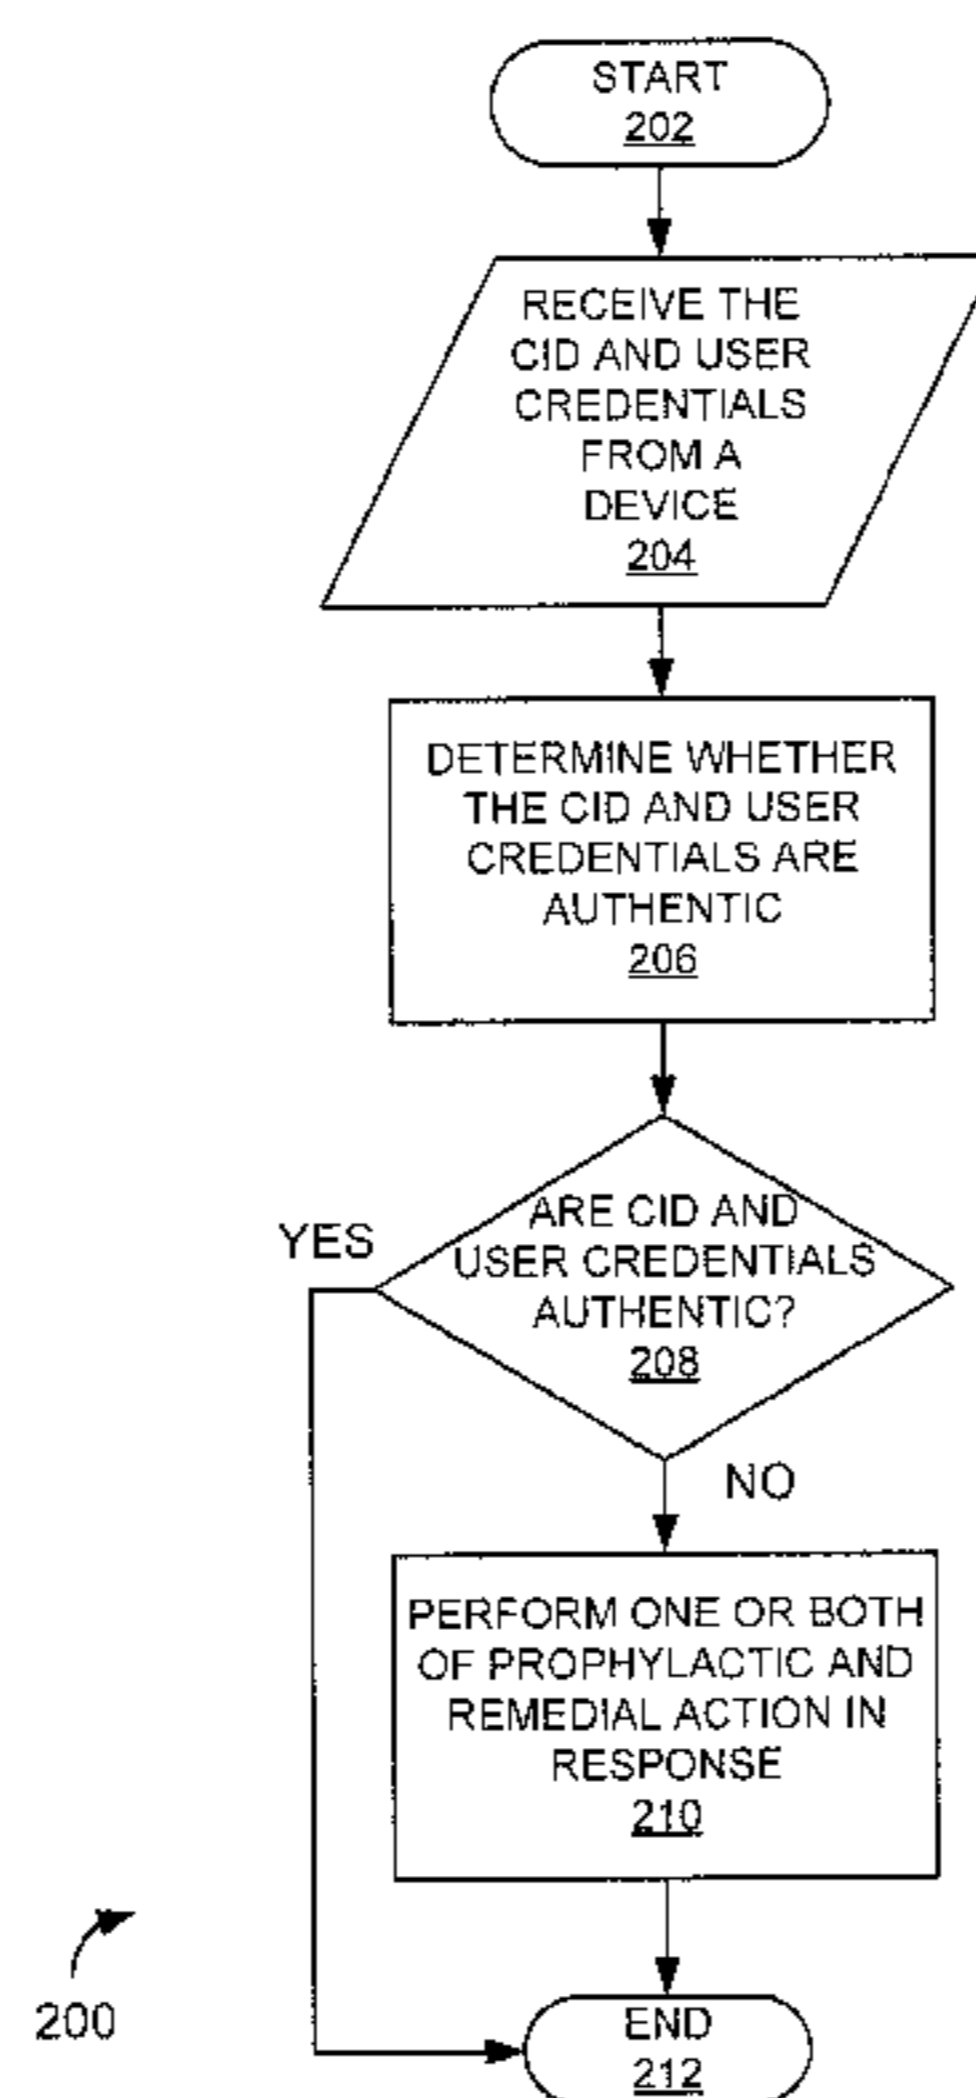 START
202
RECEIVE THE
CID AND USER
CREDENTIALS
FROM A
DEVICE
204
DETERMINE WHETHER
THE CID AND USER
CREDENTIALS ARE
AUTHENTIC
206
YES
ARE CID AND
USER CREDENTIALS
AUTHENTIC?
208
NO
PERFORM ONE OR BOTH
OF PROPHYLACTIC AND
REMEDIAL ACTION IN
RESPONSE
210
200
END
212